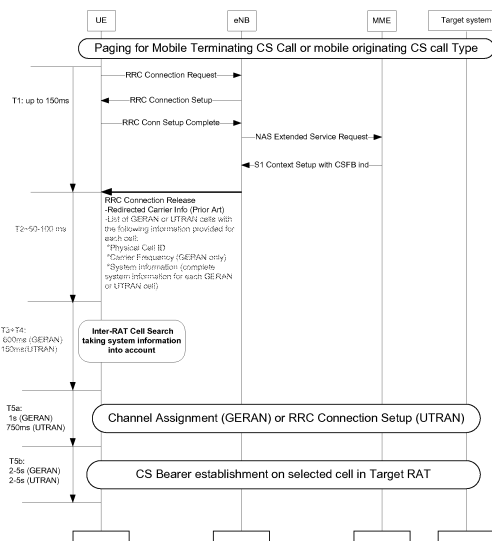 UE
eNB
MME
Target system
Paging for Mobile Terminating CS Call or mobile originating CS call Type
RRC Connection Request
T1: up to 150ms
RRC Connection Setup
RRC Conn Setup Complete
NAS Extended Service Request
S1 Context Setup with CSFB ind
RRC Connection Release
-Redirected Carrier Info (Prior Art)
-List of GERAN or UTRAN cells with
the following information provided for
each cell:
*Physical Cell ID
*Carrier Frequency (GERAN only)
*System Information (complete
system information for each GERAN
or UTRAN cell)
T2~50-100 ms
T3+T4:
600ms (GERAN)
150ms(UTRAN)
Inter-RAT Cell Search
taking system information
into account
T5a:
1s (GERAN)
750ms (UTRAN)
Channel Assignment (GERAN) or RRC Connection Setup (UTRAN)
T5b:
2-5s (GERAN)
2-5s (UTRAN)
CS Bearer establishment on selected cell in Target RAT